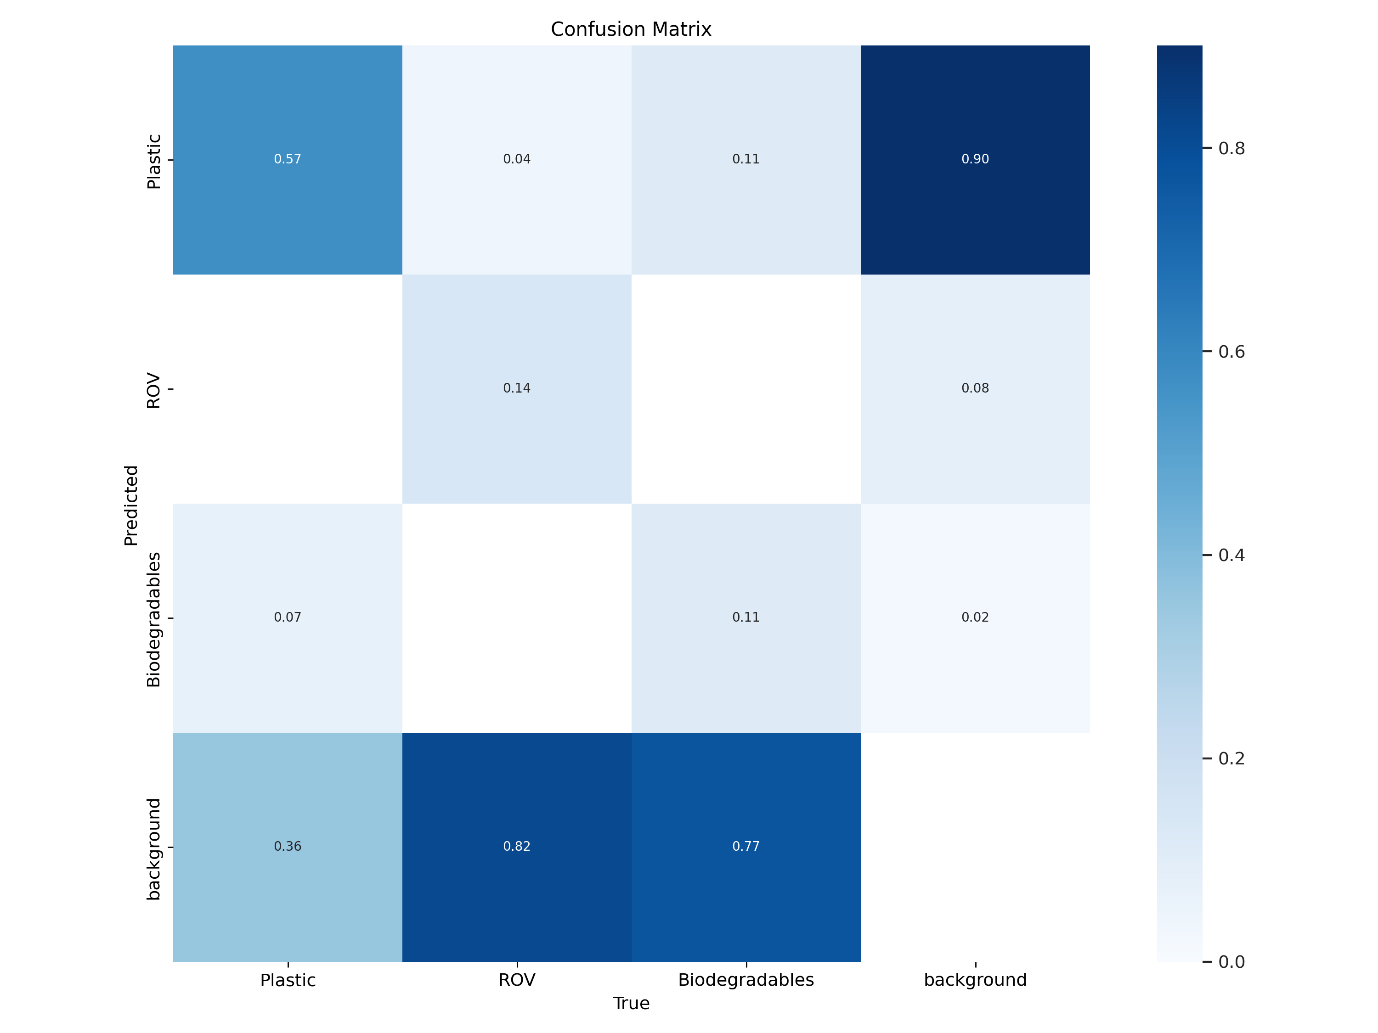 Confusion Matrix
Plastic
0.57
0.04
0.11
0.90
ROV
0.14
0.08
Biodegradables
0.07
0.11
0.02
background
0.36
0.82
0.77
Predicted
Plastic
ROV
Biodegradables
background
True
0.8
0.6
0.4
0.2
0.0